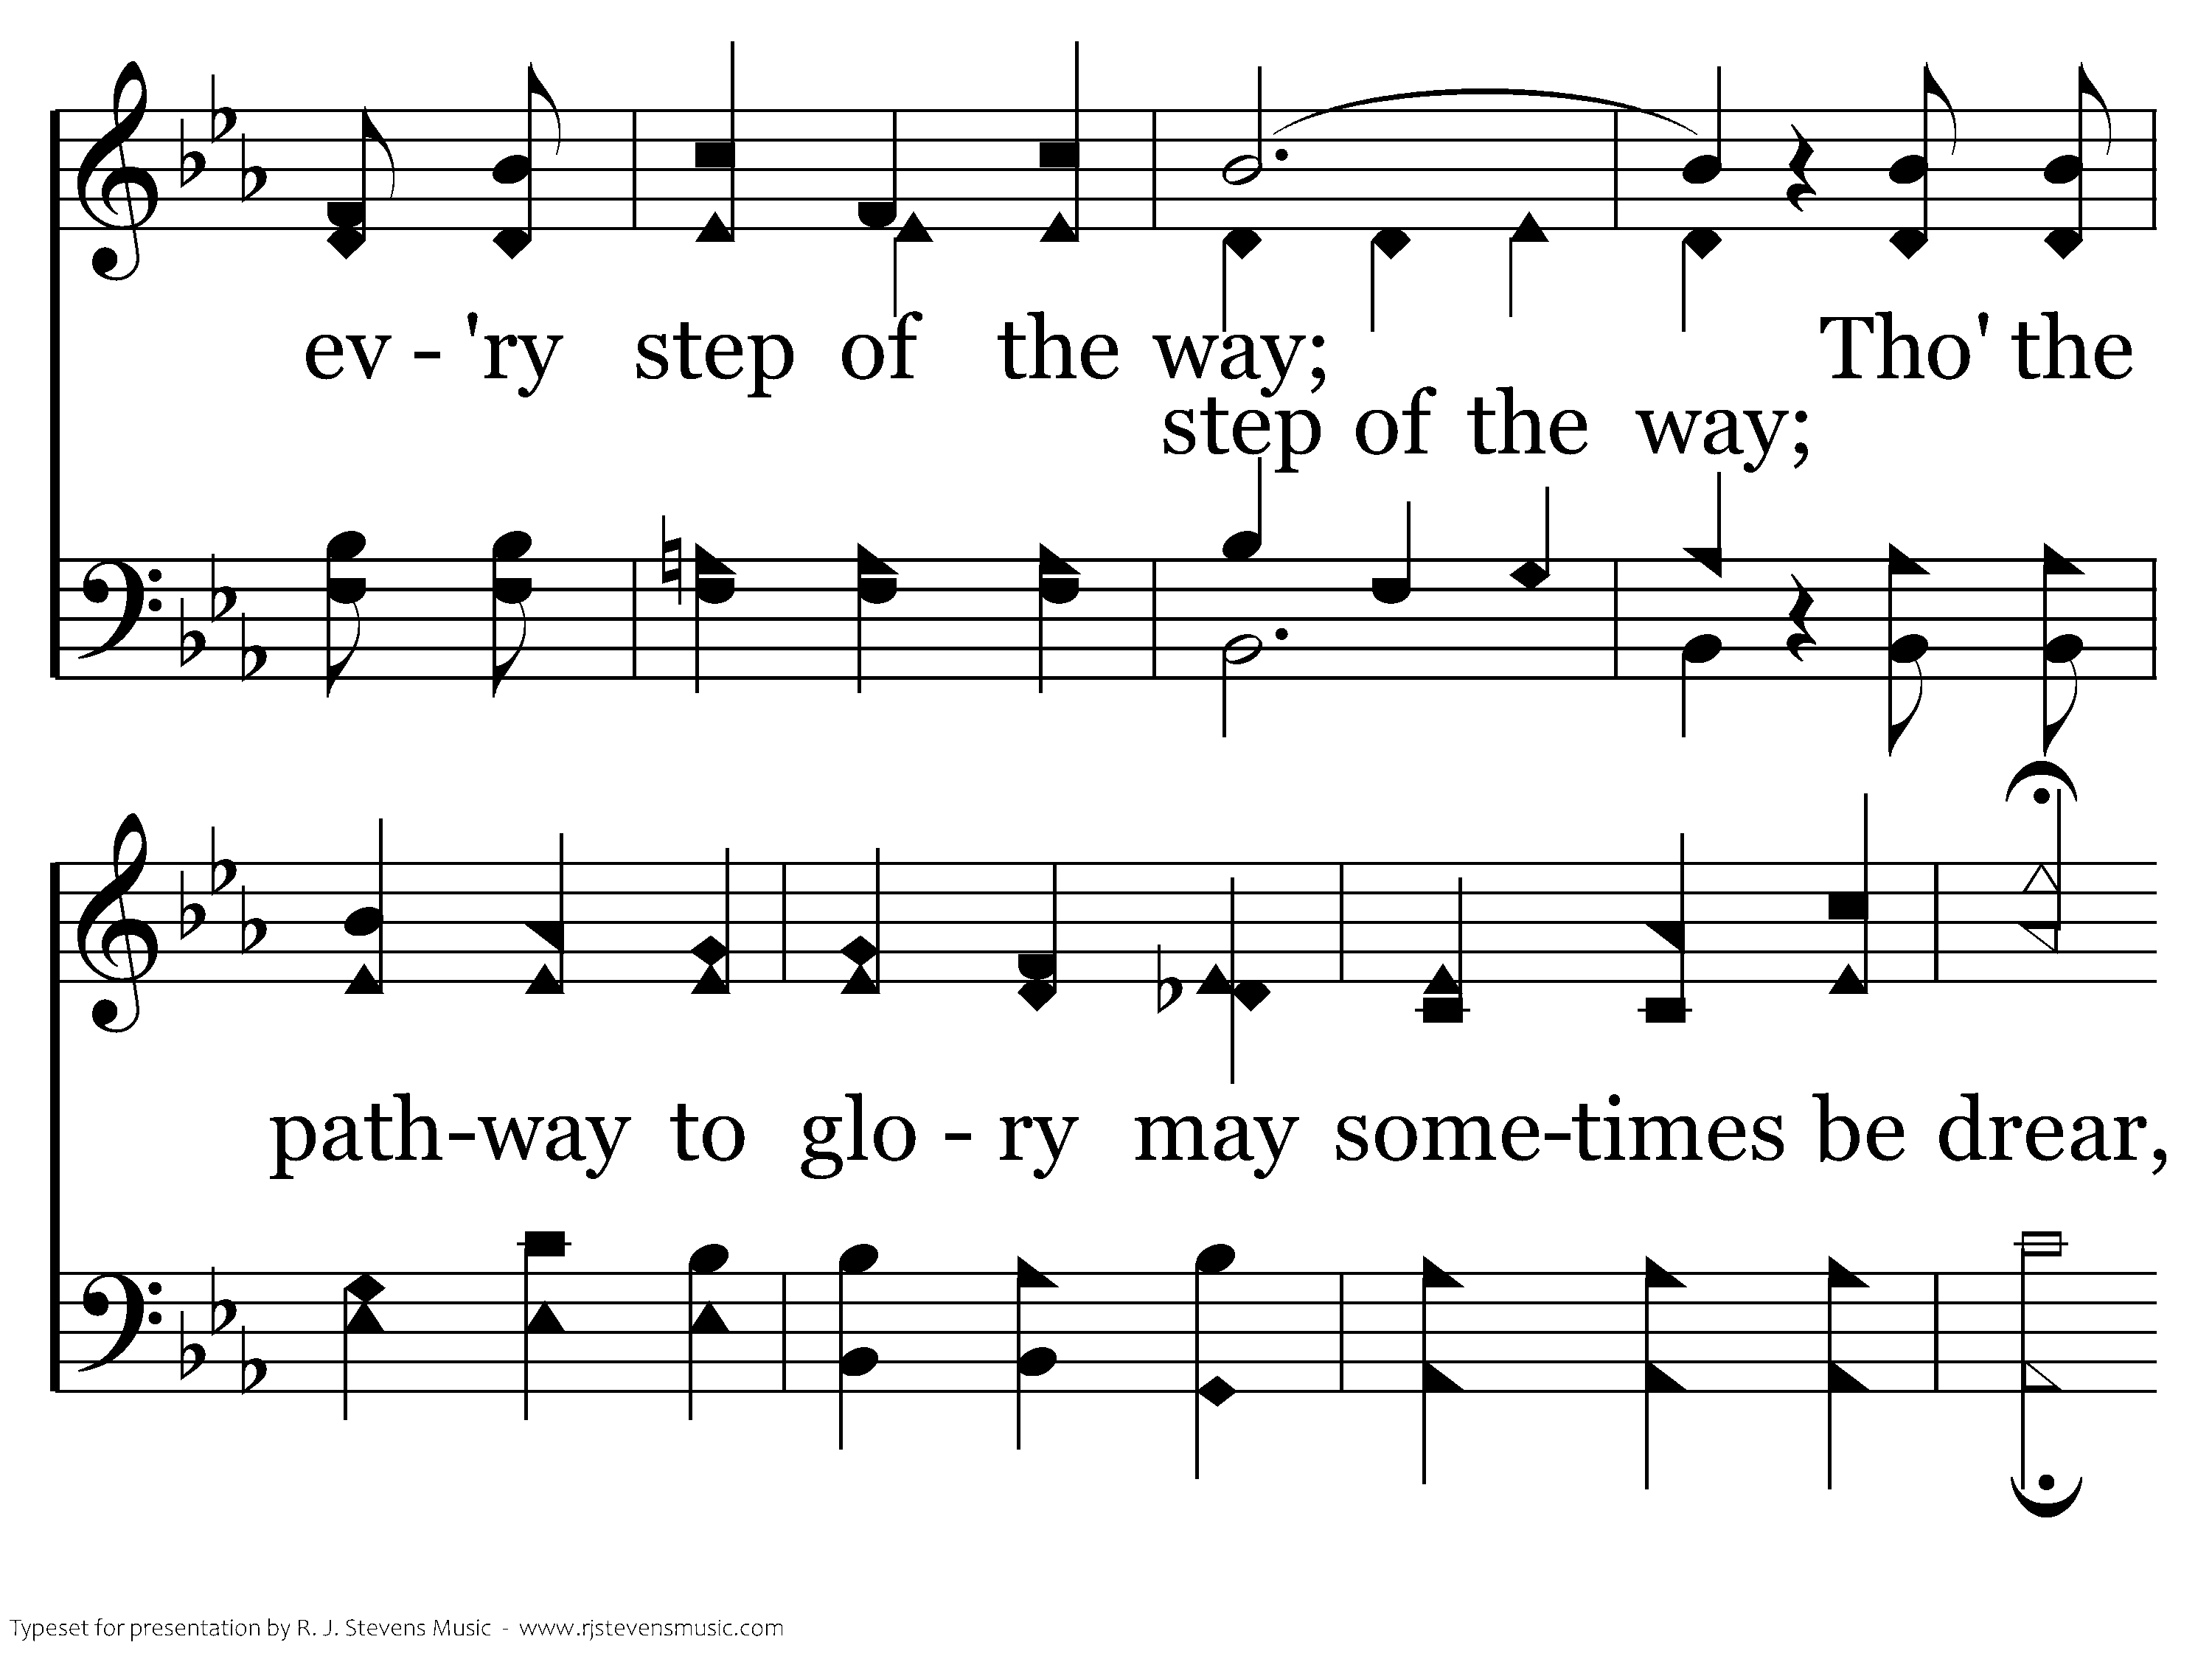 ev - 'ry step of the way; Tho' the
step of the way;
path-way to glo - ry may some-times be drear,
Typeset for presentation by R. J. Stevens Music - www.rjstevensmusic.com